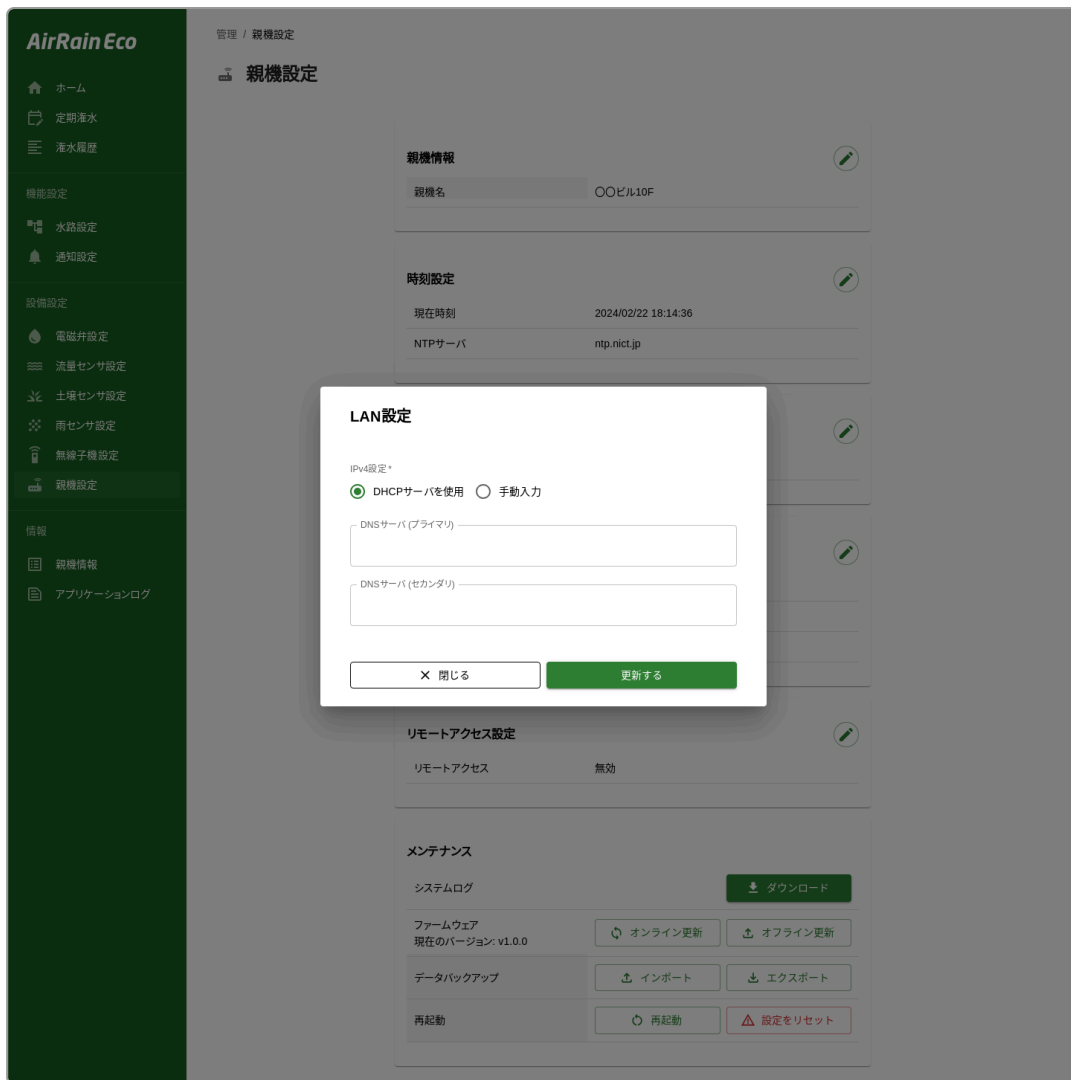 AirRain Eco
ホーム
定期潅水
潅水履歴
機能設定
水路設定
通知設定
設備設定
電磁弁設定
流量センサ設定
土壌センサ設定
雨センサ設定
無線子機設定
親機設定
情報
親機情報
アプリケーションログ
管理 / 親機設定
親機設定
親機情報
親機名 〇〇ビル10F
時刻設定
現在時刻 2024/02/22 18:14:36
NTPサーバ ntp.nict.jp
LAN設定
IPv4設定 *
DHCPサーバを使用 手動入力
DNSサーバ (プライマリ)
DNSサーバ (セカンダリ)
閉じる 更新する
リモートアクセス設定
リモートアクセス 無効
メンテナンス
システムログ ダウンロード
ファームウェア
現在のバージョン: v1.0.0
オンライン更新 オフライン更新
データバックアップ インポート エクスポート
再起動 再起動 設定をリセット